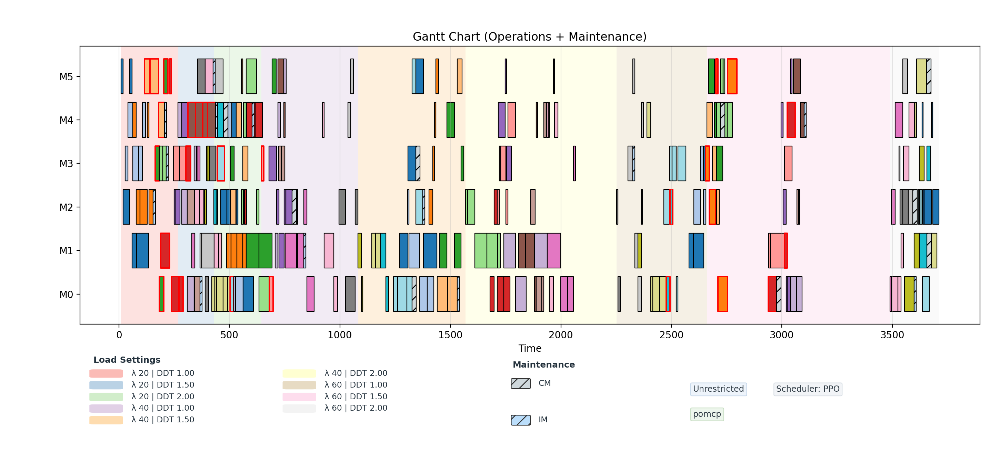 Gantt Chart (Operations + Maintenance)
M5
M4
M3
M2
M1
M0
0 500 1000 1500 2000 2500 3000 3500
Time
Load Settings
λ 20 | DDT 1.00
λ 20 | DDT 1.50
λ 20 | DDT 2.00
λ 40 | DDT 1.00
λ 40 | DDT 1.50
λ 40 | DDT 2.00
λ 60 | DDT 1.00
λ 60 | DDT 1.50
λ 60 | DDT 2.00
Maintenance
CM
IM
Unrestricted
Scheduler: PPO
pomcp